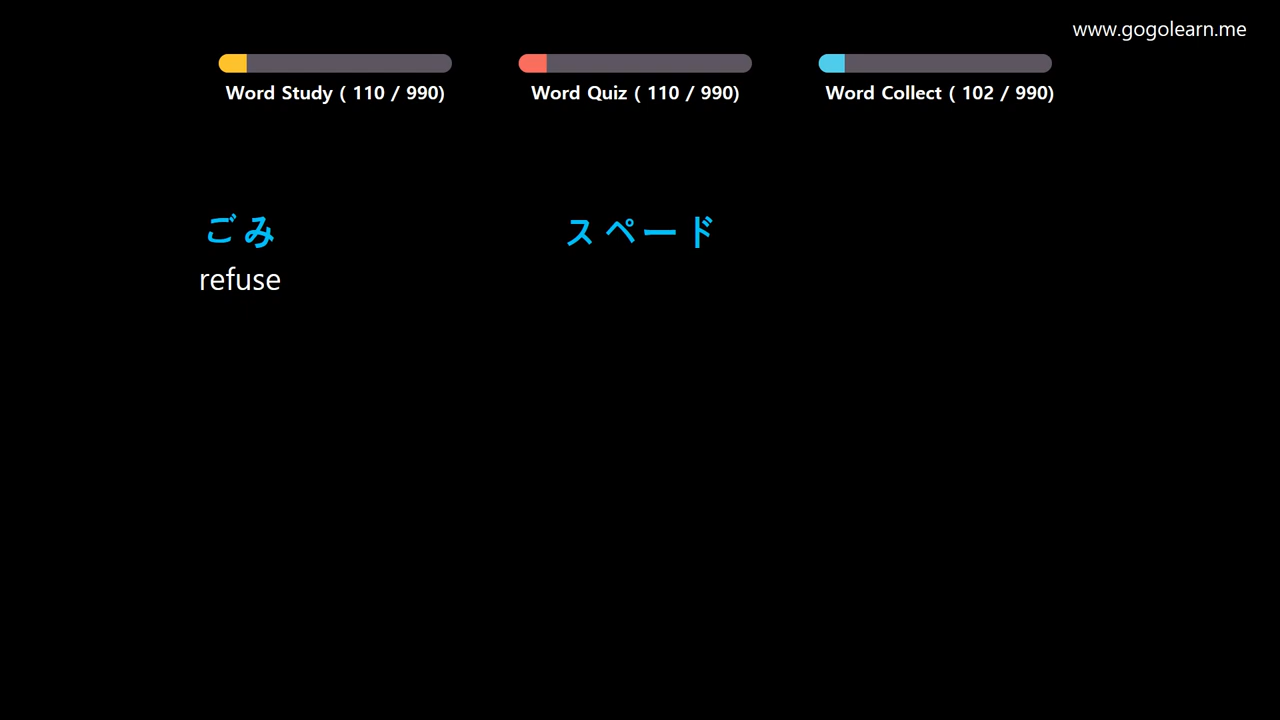 www.gogolearn.me
Word Study ( 110 / 990)
Word Quiz ( 110 / 990)
Word Collect ( 102 / 990)
ごみ
refuse
スペード